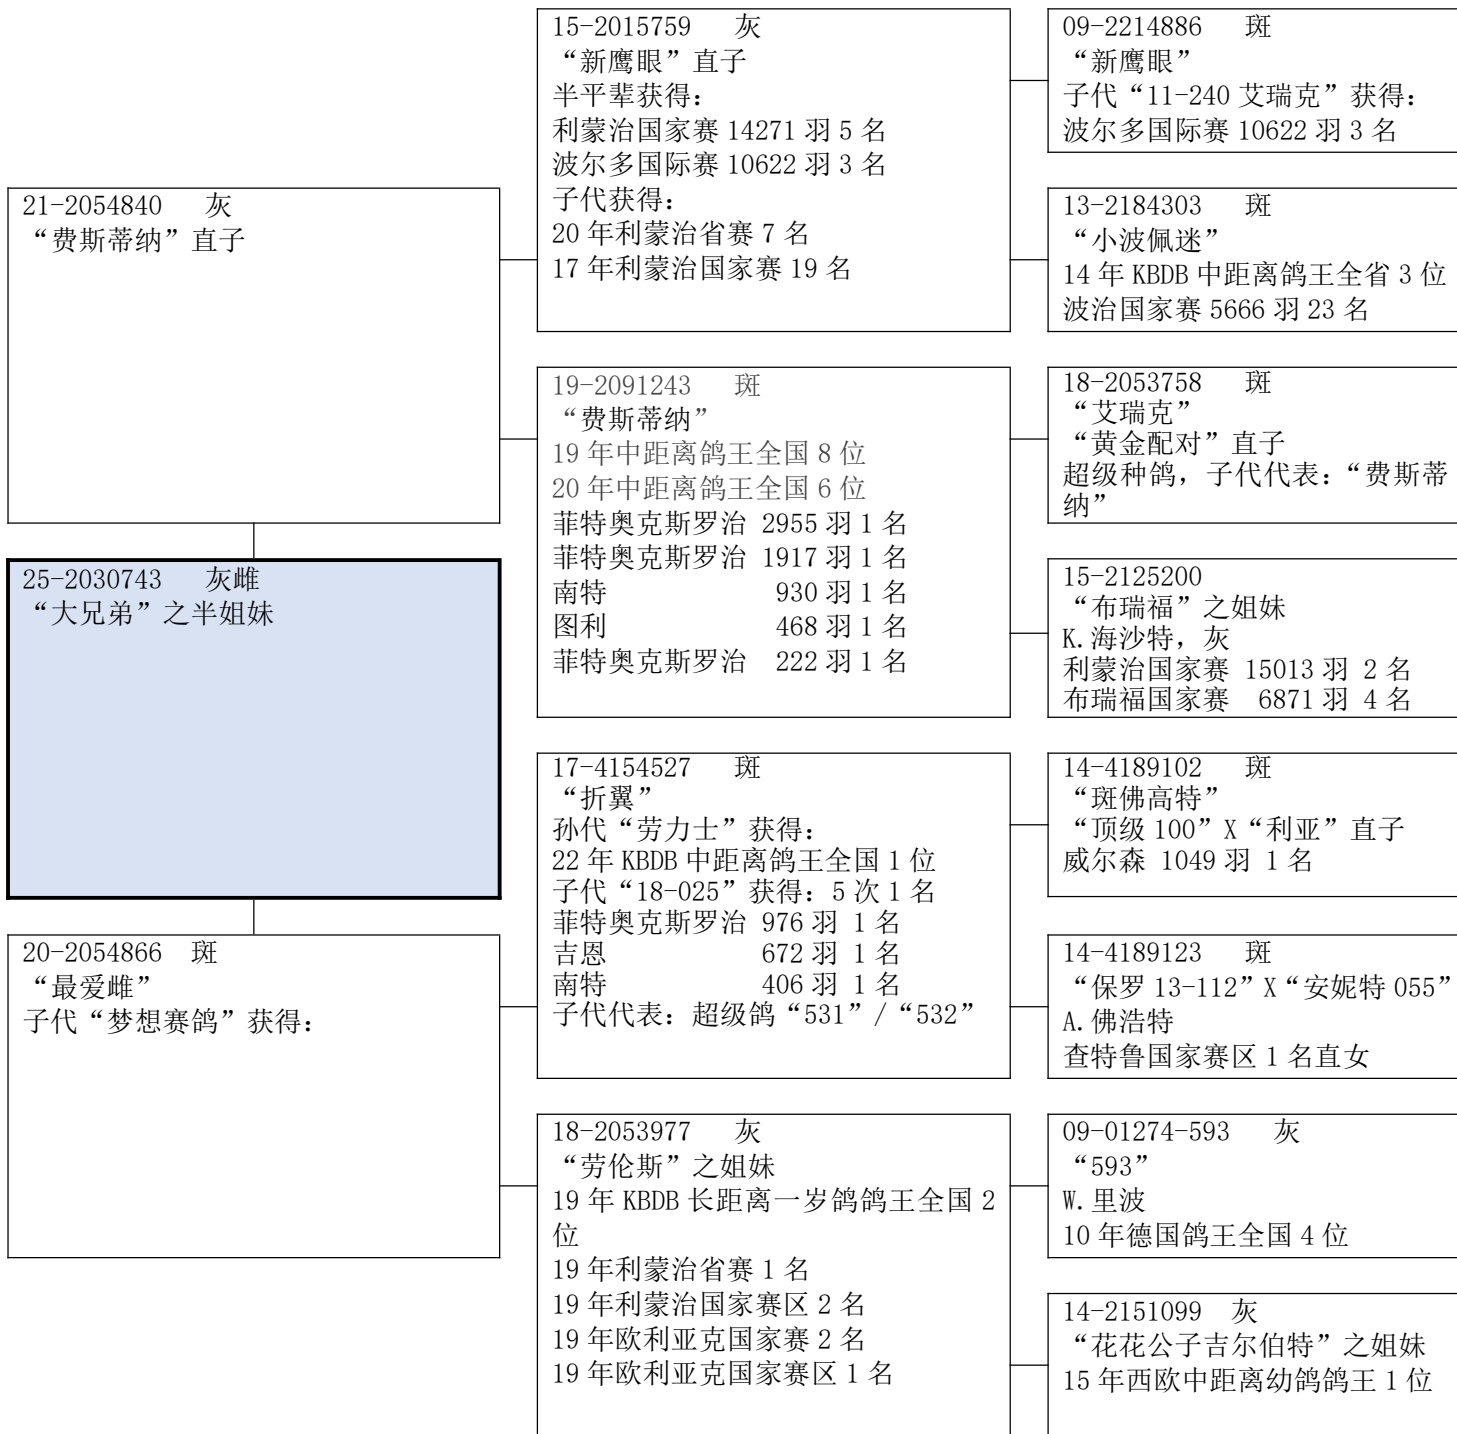 21-2054840 灰
“费斯蒂纳”直子
25-2030743 灰雌
“大兄弟”之半姐妹
20-2054866 斑
“最爱雌”
子代“梦想赛鸽”获得：
15-2015759 灰
“新鹰眼”直子
半平辈获得：
利蒙治国家赛 14271 羽 5 名
波尔多国际赛 10622 羽 3 名
子代获得：
20 年利蒙治省赛 7 名
17 年利蒙治国家赛 19 名
19-2091243 斑
“费斯蒂纳”
19 年中距离鸽王全国 8 位
20 年中距离鸽王全国 6 位
菲特奥克斯罗治 2955 羽 1 名
菲特奥克斯罗治 1917 羽 1 名
南特 930 羽 1 名
图利 468 羽 1 名
菲特奥克斯罗治 222 羽 1 名
17-4154527 斑
“折翼”
孙代“劳力士”获得：
22 年 KBDB 中距离鸽王全国 1 位
子代“18-025”获得：5 次 1 名
菲特奥克斯罗治 976 羽 1 名
吉恩 672 羽 1 名
南特 406 羽 1 名
子代代表：超级鸽“531”/“532”
18-2053977 灰
“劳伦斯”之姐妹
19 年 KBDB 长距离一岁鸽鸽王全国 2
位
19 年利蒙治省赛 1 名
19 年利蒙治国家赛区 2 名
19 年欧利亚克国家赛 2 名
19 年欧利亚克国家赛区 1 名
09-2214886 斑
“新鹰眼”
子代“11-240 艾瑞克”获得：
波尔多国际赛 10622 羽 3 名
13-2184303 斑
“小波佩迷”
14 年 KBDB 中距离鸽王全省 3 位
波治国家赛 5666 羽 23 名
18-2053758 斑
“艾瑞克”
“黄金配对”直子
超级种鸽，子代代表：“费斯蒂
纳”
15-2125200
“布瑞福”之姐妹
K.海沙特，灰
利蒙治国家赛 15013 羽 2 名
布瑞福国家赛 6871 羽 4 名
14-4189102 斑
“斑佛高特”
“顶级 100”X“利亚”直子
威尔森 1049 羽 1 名
14-4189123 斑
“保罗 13-112”X“安妮特 055”
A.佛浩特
查特鲁国家赛区 1 名直女
09-01274-593 灰
“593”
W.里波
10 年德国鸽王全国 4 位
14-2151099 灰
“花花公子吉尔伯特”之姐妹
15 年西欧中距离幼鸽鸽王 1 位